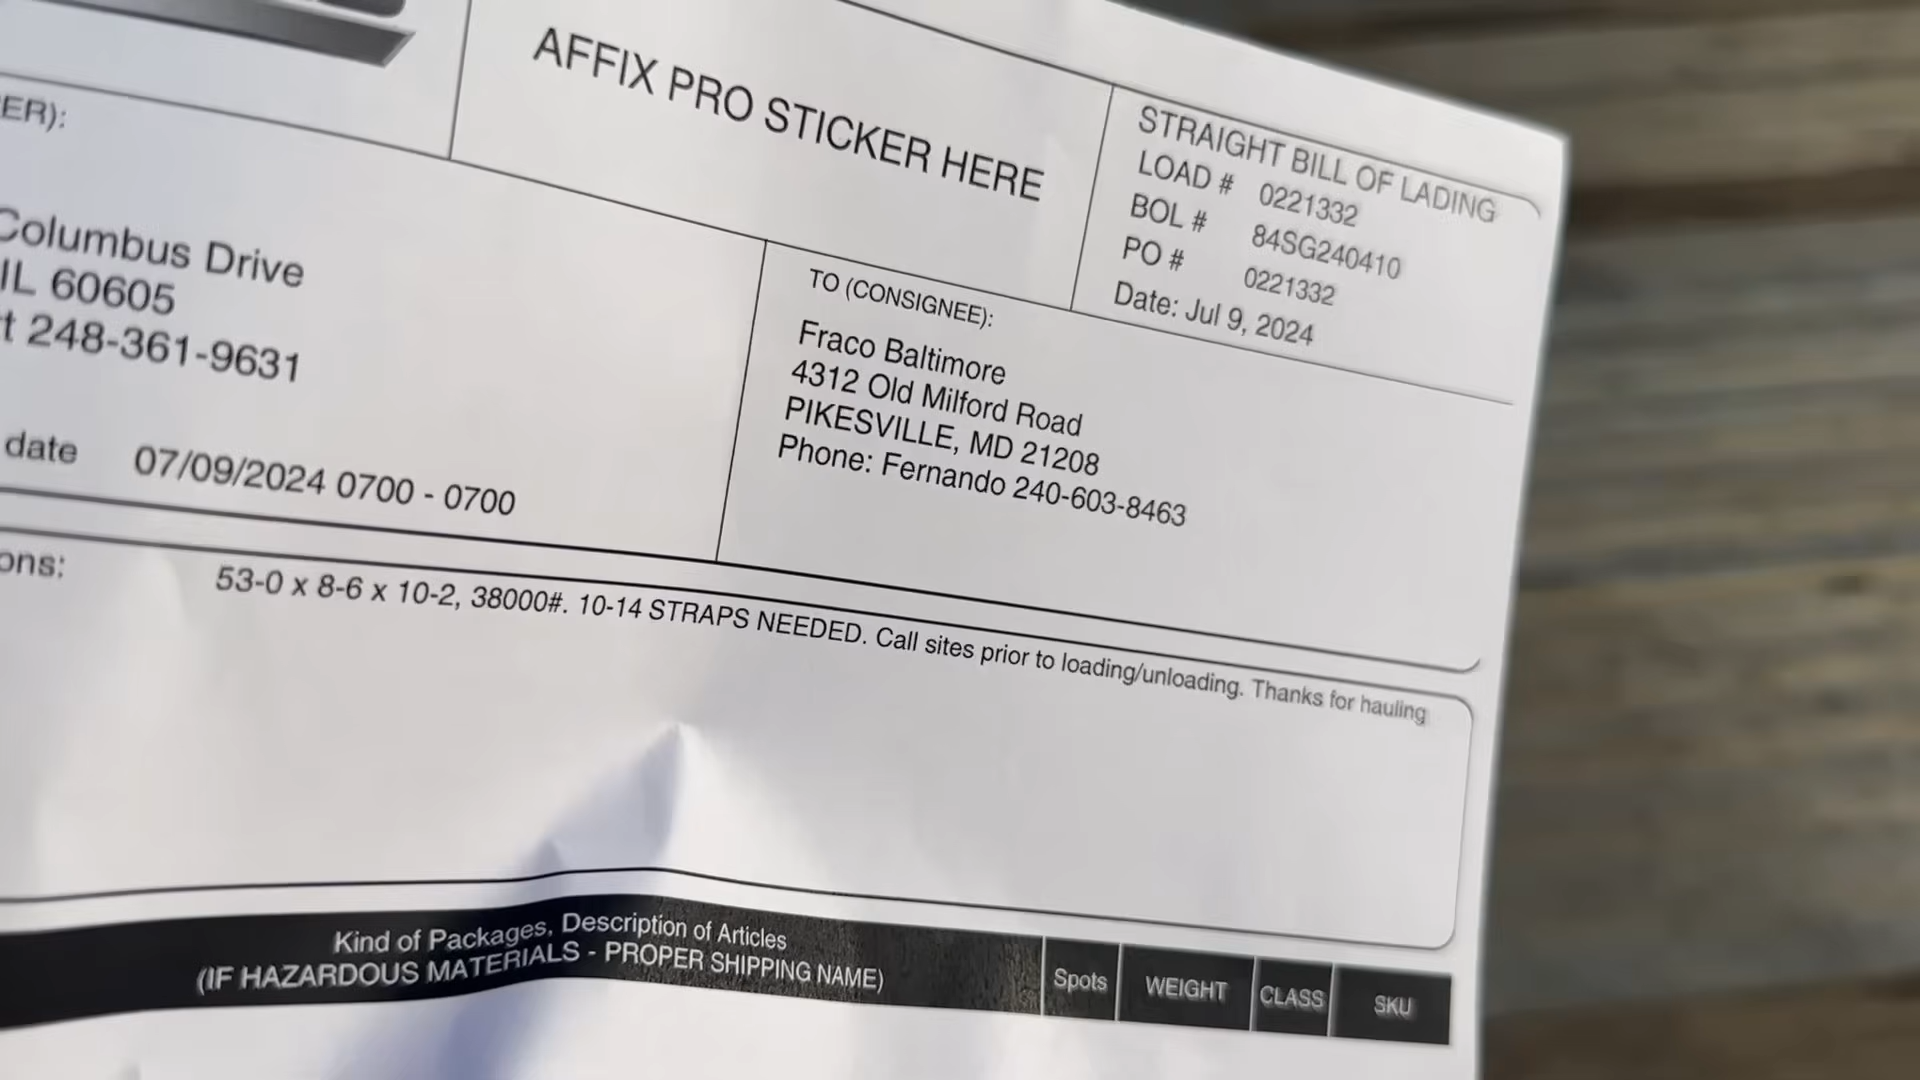 AFFIX PRO STICKER HERE
STRAIGHT BILL OF LADING
LOAD # 0221332
BOL # 84SG240410
PO # 0221332
Date: Jul 9, 2024
ER):
Columbus Drive
IL 60605
t 248-361-9631
date 07/09/2024 0700 - 0700
TO (CONSIGNEE):
Fraco Baltimore
4312 Old Milford Road
PIKESVILLE, MD 21208
Phone: Fernando 240-603-8463
ons: 53-0 x 8-6 x 10-2, 38000#. 10-14 STRAPS NEEDED. Call sites prior to loading/unloading. Thanks for hauling
Kind of Packages, Description of Articles
(IF HAZARDOUS MATERIALS - PROPER SHIPPING NAME)
Spots WEIGHT CLASS SKU